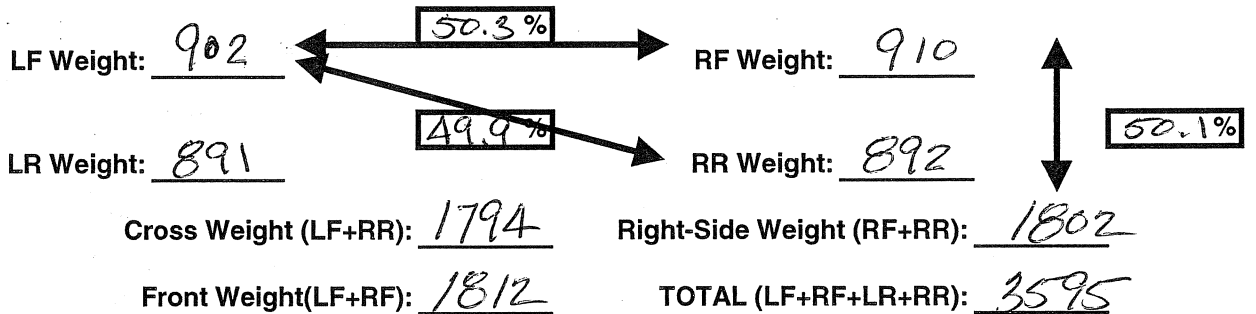 50.3%
LF Weight: 902 RF Weight: 910
49.9% 50.1%
LR Weight: 891 RR Weight: 892
Cross Weight (LF+RR): 1794 Right-Side Weight (RF+RR): 1802
Front Weight(LF+RF): 1812 TOTAL (LF+RF+LR+RR): 3595